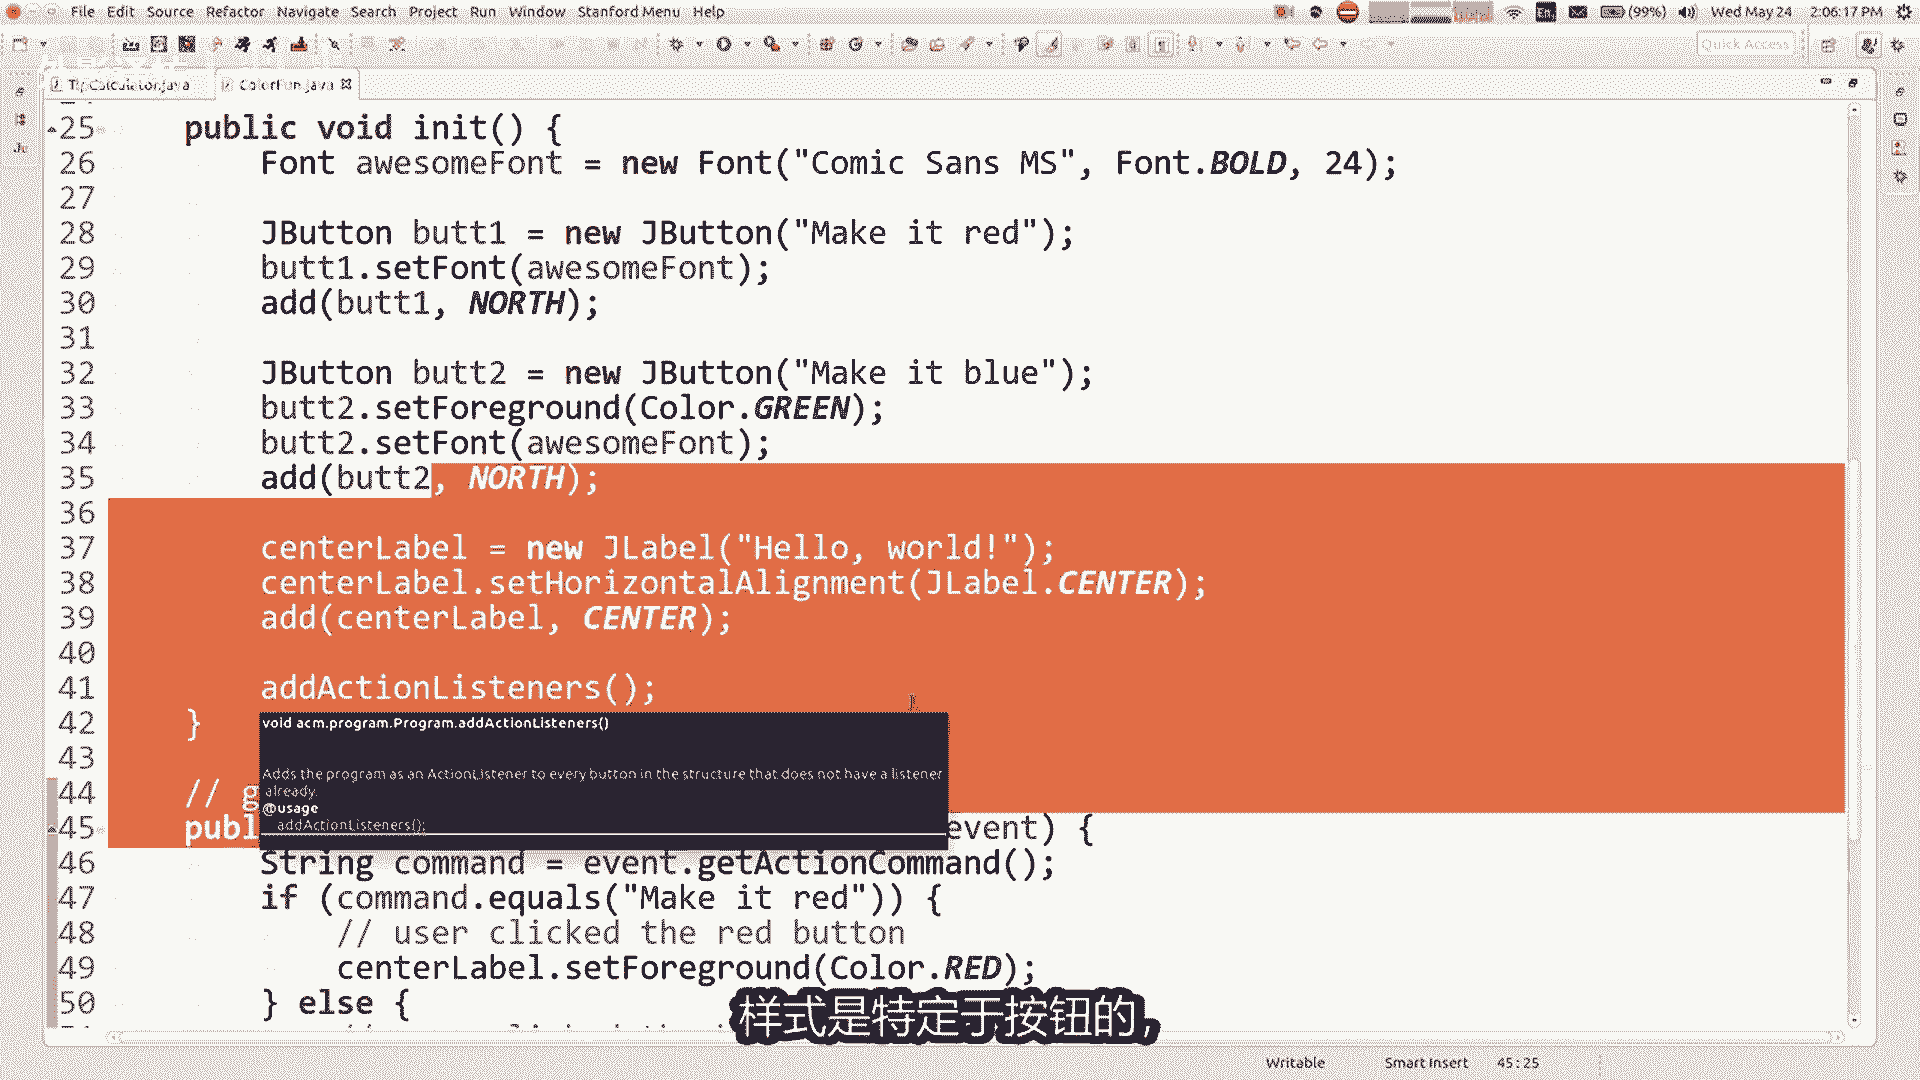 File Edit Source Refactor Navigate Search Project Run Window Stanford Menu Help En (99%) Wed May 24 2:06:17 PM
Quick Access
TipCalculator.java ColorFun.java
25 public void init() {
26 Font awesomeFont = new Font("Comic Sans MS", Font.BOLD, 24);
27
28 JButton butt1 = new JButton("Make it red");
29 butt1.setFont(awesomeFont);
30 add(butt1, NORTH);
31
32 JButton butt2 = new JButton("Make it blue");
33 butt2.setForeground(Color.GREEN);
34 butt2.setFont(awesomeFont);
35 add(butt2, NORTH);
36
37 centerLabel = new JLabel("Hello, world!");
38 centerLabel.setHorizontalAlignment(JLabel.CENTER);
39 add(centerLabel, CENTER);
40
41 addActionListeners();
42 }
void acm.program.Program.addActionListeners()
43
Adds the program as an ActionListener to every button in the structure that does not have a listener
already.
44 // g
@usage
addActionListeners();
45 publ event) {
46 String command = event.getActionCommand();
47 if (command.equals("Make it red")) {
48 // user clicked the red button
49 centerLabel.setForeground(Color.RED);
50 } else {
样式是特定于按钮的,
Writable Smart Insert 45:25